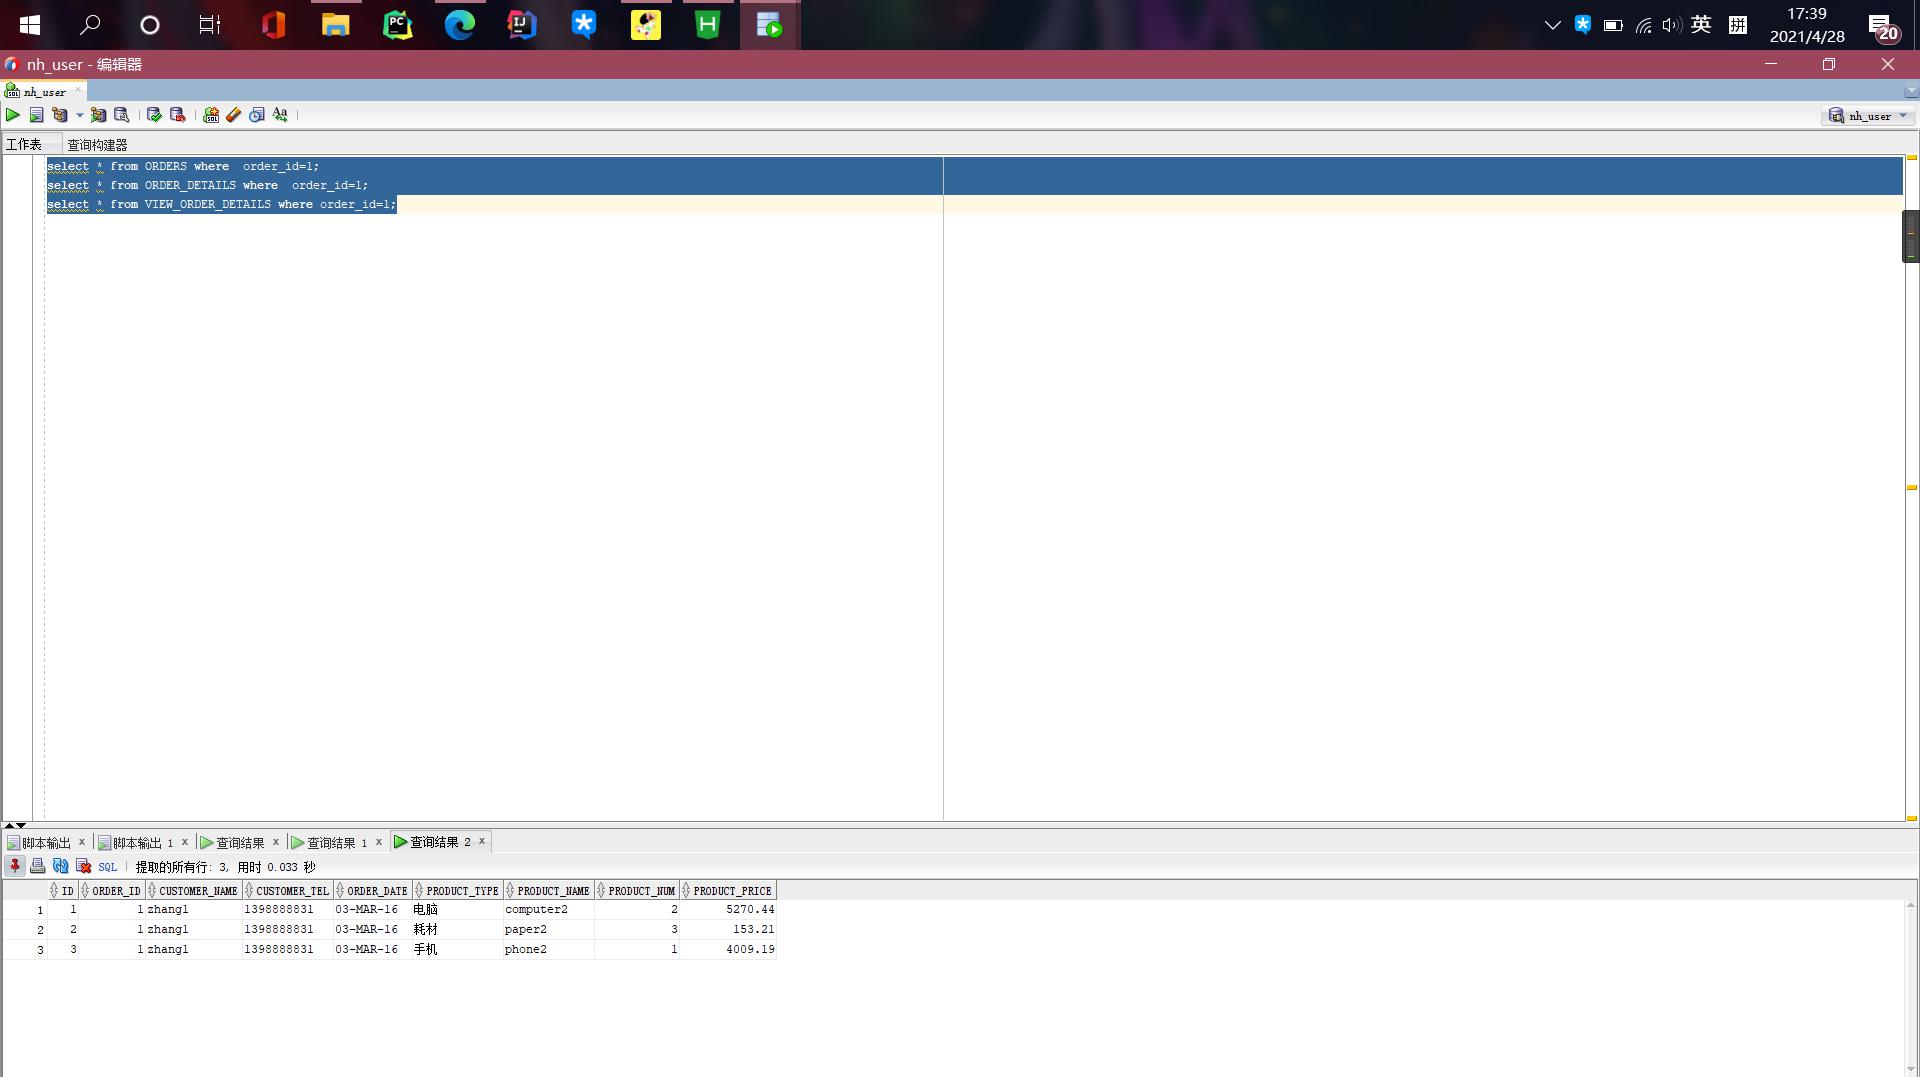 17:39
英 拼
2021/4/28
20
nh_user - 编辑器
nh_user
nh_user
工作表 查询构建器
select * from ORDERS where  order_id=1;
select * from ORDER_DETAILS where  order_id=1;
select * from VIEW_ORDER_DETAILS where order_id=1;
脚本输出 × 脚本输出 1 × 查询结果 × 查询结果 1 × 查询结果 2 ×
SQL 提取的所有行: 3, 用时 0.033 秒
ID ORDER_ID CUSTOMER_NAME CUSTOMER_TEL ORDER_DATE PRODUCT_TYPE PRODUCT_NAME PRODUCT_NUM PRODUCT_PRICE
1 1 1 zhang1 1398888831 03-MAR-16 电脑 computer2 2 5270.44
2 2 1 zhang1 1398888831 03-MAR-16 耗材 paper2 3 153.21
3 3 1 zhang1 1398888831 03-MAR-16 手机 phone2 1 4009.19